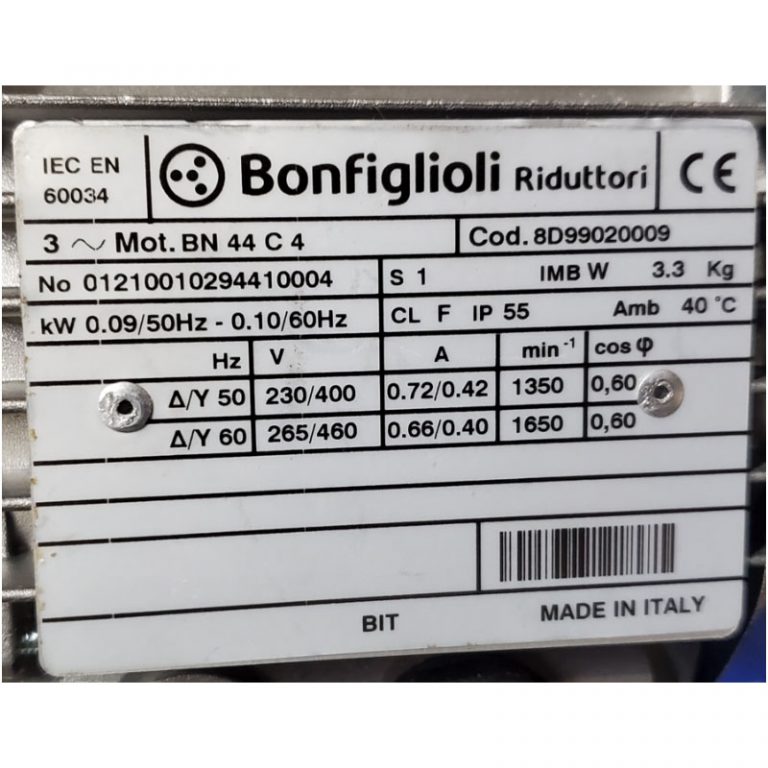 IEC EN
60034
Bonfiglioli Riduttori
CE
3 ~ Mot. BN 44 C 4
Cod. 8D99020009
No 01210010294410004
S 1 IMB W 3.3 Kg
kW 0.09/50Hz - 0.10/60Hz
CL F IP 55 Amb 40 °C
Hz V A min⁻¹ cos φ
Δ/Y 50 230/400 0.72/0.42 1350 0,60
Δ/Y 60 265/460 0.66/0.40 1650 0,60
BIT
MADE IN ITALY